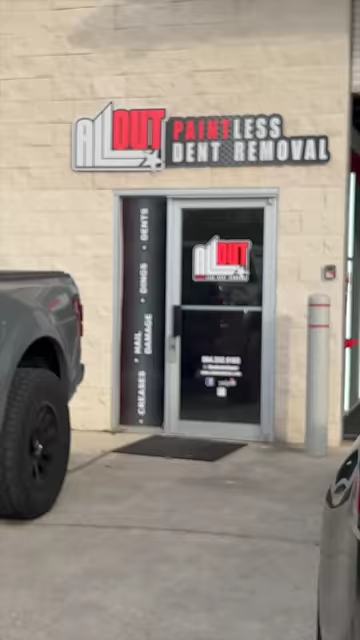 ALL OUT
PAINTLESS
DENT REMOVAL
• CREASES • HAIL DAMAGE • DINGS • DENTS
ALL OUT